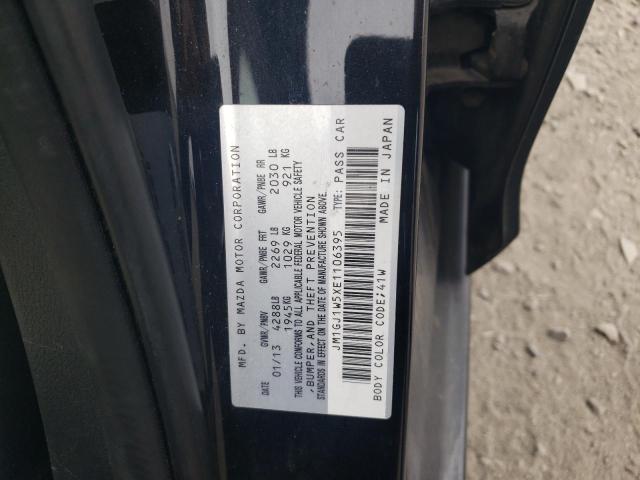 MFD. BY MAZDA MOTOR CORPORATION
DATE GVWR/PNBV GAWR/PNBE FRT GAWR/PNBE RR
01/13 4288LB 2269 LB 2030 LB
1945KG 1029 KG 921 KG
THIS VEHICLE CONFORMS TO ALL APPLICABLE FEDERAL MOTOR VEHICLE SAFETY
,BUMPER,AND THEFT PREVENTION
STANDARDS IN EFFECT ON THE DATE OF MANUFACTURE SHOWN ABOVE.
JM1GJ1W5XE1106395 TYPE: PASS CAR
BODY COLOR CODE:41W MADE IN JAPAN